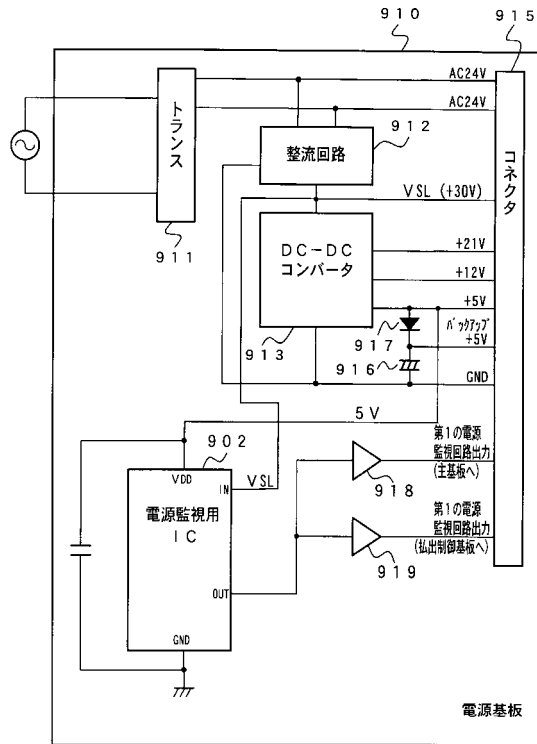 910
915
AC24V
AC24V
トランス
912
整流回路
コネクタ
VSL (+30V)
911
DC-DC
コンバータ
+21V
+12V
+5V
917
バックアップ
+5V
913
916
GND
5V
902
第1の電源
監視回路出力
(主基板へ)
VDD
IN
VSL
918
電源監視用
IC
第1の電源
監視回路出力
(払出制御基板へ)
919
OUT
GND
電源基板